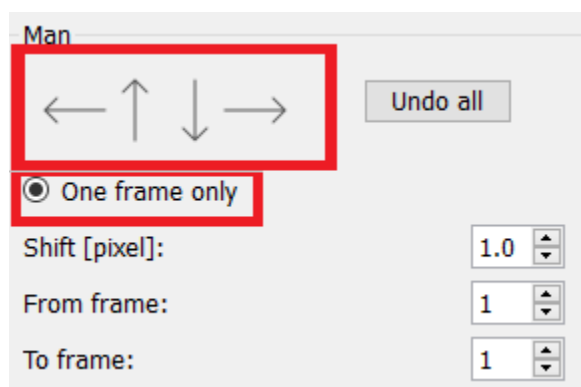 Man
Undo all
One frame only
Shift [pixel]: 1.0
From frame: 1
To frame: 1